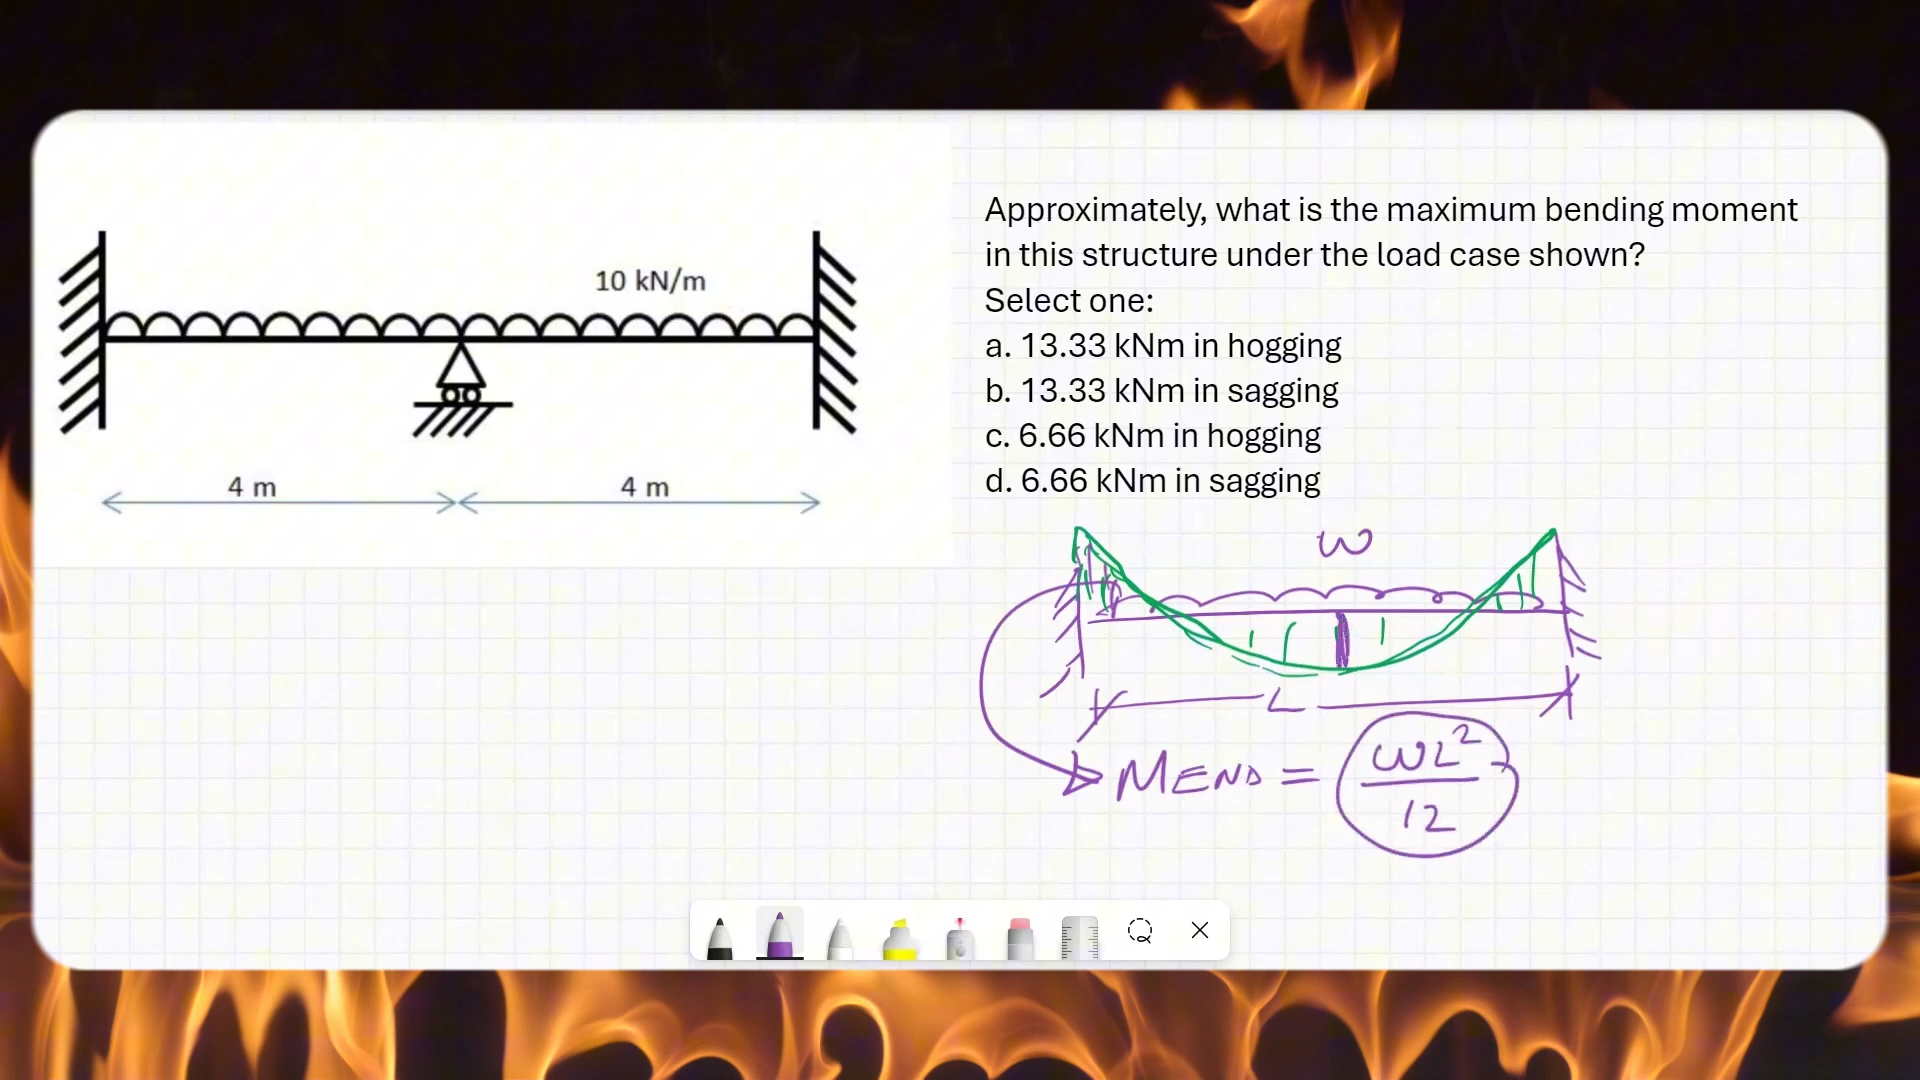 10 kN/m
4 m
4 m
Approximately, what is the maximum bending moment
in this structure under the load case shown?
Select one:
a. 13.33 kNm in hogging
b. 13.33 kNm in sagging
c. 6.66 kNm in hogging
d. 6.66 kNm in sagging
w
L
MEND = wL²
12